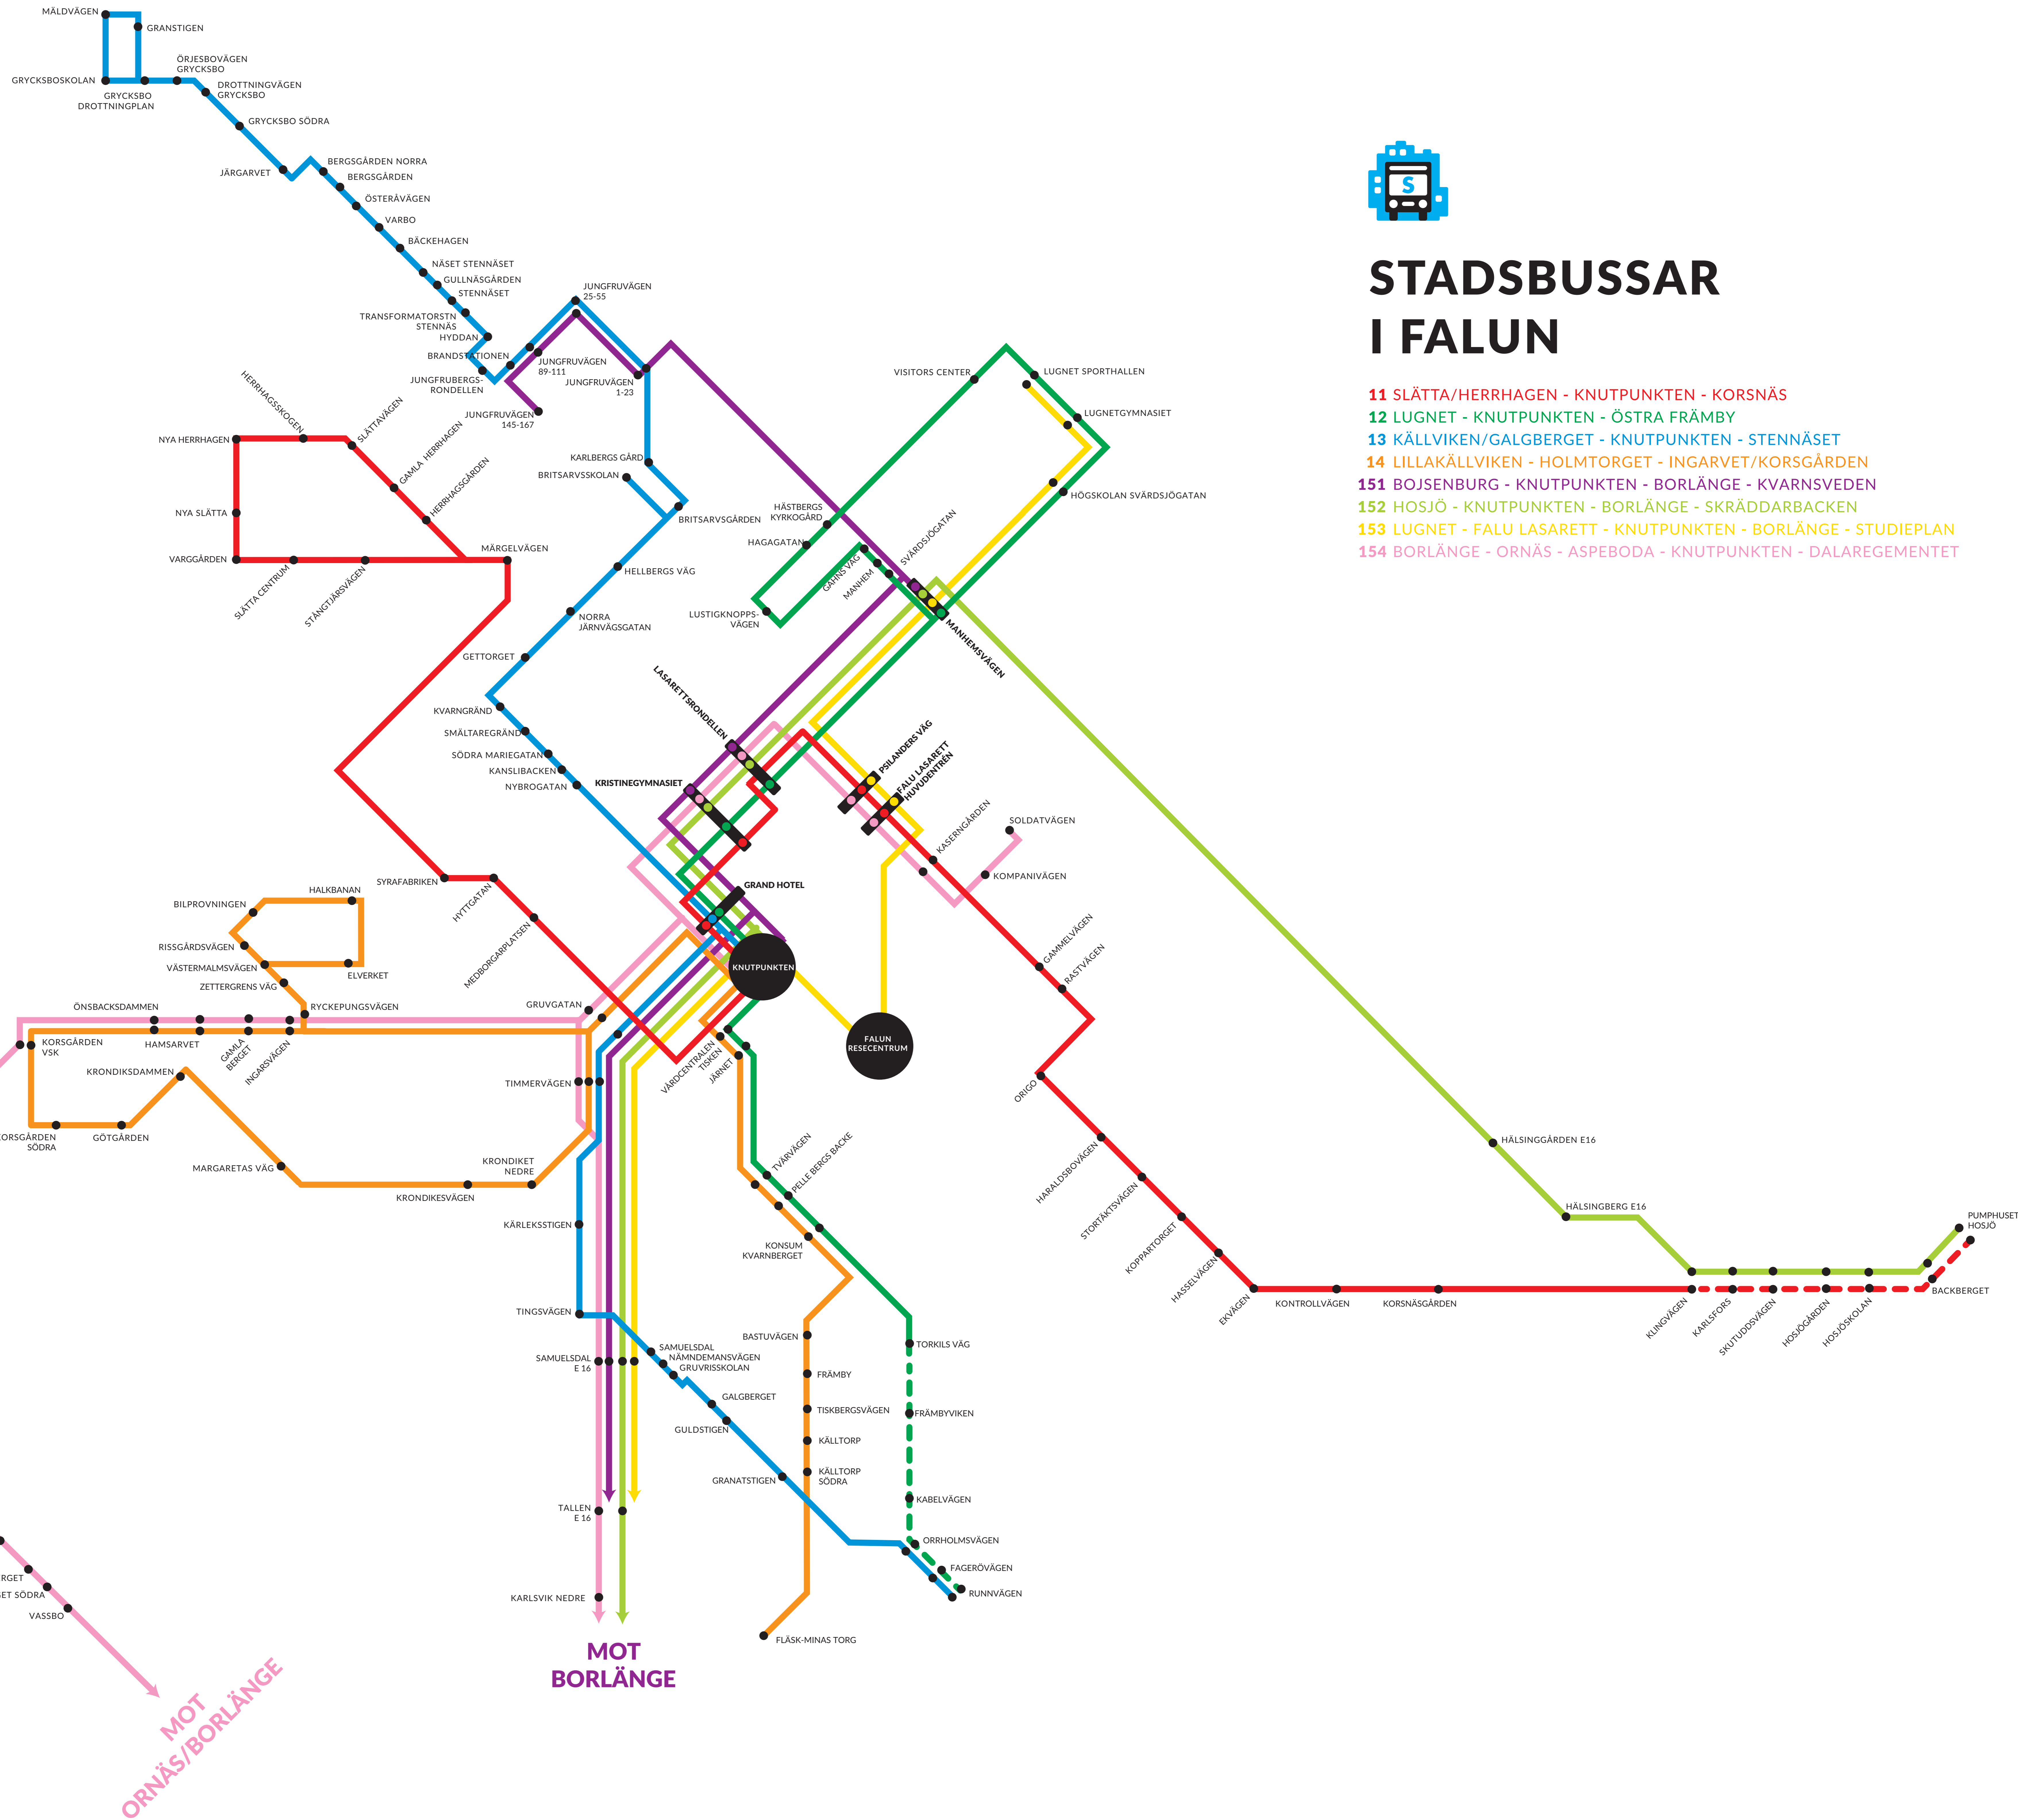 MÄLDVÄGEN
GRANSTIGEN
ÖRJESBOVÄGEN
GRYCKSBO
GRYCKSBOSKOLAN
DROTTNINGVÄGEN
GRYCKSBO
GRYCKSBO
DROTTNINGPLAN
GRYCKSBO SÖDRA
JÄRGARVET
BERGSGÅRDEN NORRA
BERGSGÅRDEN
ÖSTERÅVÄGEN
VARBO
BÄCKEHAGEN
NÄSET STENNÄSET
GULLNÄSGÅRDEN
STENNÄSET
TRANSFORMATORSTN
STENNÄS
HYDDAN
BRANDSTATIONEN
JUNGFRUBERGS-
RONDELLEN
JUNGFRUVÄGEN
25-55
JUNGFRUVÄGEN
89-111
JUNGFRUVÄGEN
1-23
JUNGFRUVÄGEN
145-167
S
STADSBUSSAR
I FALUN
11 SLÄTTA/HERRHAGEN - KNUTPUNKTEN - KORSNÄS
12 LUGNET - KNUTPUNKTEN - ÖSTRA FRÄMBY
13 KÄLLVIKEN/GALGBERGET - KNUTPUNKTEN - STENNÄSET
14 LILLAKÄLLVIKEN - HOLMTORGET - INGARVET/KORSGÅRDEN
151 BOJSENBURG - KNUTPUNKTEN - BORLÄNGE - KVARNSVEDEN
152 HOSJÖ - KNUTPUNKTEN - BORLÄNGE - SKRÄDDARBACKEN
153 LUGNET - FALU LASARETT - KNUTPUNKTEN - BORLÄNGE - STUDIEPLAN
154 BORLÄNGE - ORNÄS - ASPEBODA - KNUTPUNKTEN - DALAREGEMENTET
HERRHAGSSKOGEN
SLÄTTAVÄGEN
GAMLA HERRHAGEN
HERRHAGSGÅRDEN
NYA HERRHAGEN
NYA SLÄTTA
VARGGÅRDEN
SLÄTTA CENTRUM
STÅNGTJÄRSVÄGEN
MÄRGELVÄGEN
KARLBERGS GÅRD
BRITSARVSSKOLAN
BRITSARVSGÅRDEN
HELLBERGS VÄG
NORRA
JÄRNVÄGSGATAN
GETTORGET
KVARNGRÄND
SMÄLTAREGRÄND
SÖDRA MARIEGATAN
KANSLIBACKEN
NYBROGATAN
VISITORS CENTER
LUGNET SPORTHALLEN
LUGNETGYMNASIET
HÖGSKOLAN SVÄRDSJÖGATAN
HÄSTBERGS
KYRKOGÅRD
HAGAGATAN
GAHNS VÄG
MANHEM
SVÄRDSJÖGATAN
LUSTIGKNOPPS-
VÄGEN
MANHEMSVÄGEN
LASARETTSRONDELLEN
KRISTINEGYMNASIET
PSILANDERS VÄG
FALU LASARETT
HUVUDENTRÉN
KASERNGÅRDEN
SOLDATVÄGEN
KOMPANIVÄGEN
GRAND HOTEL
KNUTPUNKTEN
FALUN
RESECENTRUM
SYRAFABRIKEN
HYTTGATAN
MEDBORGARPLATSEN
HALKBANAN
BILPROVNINGEN
RISSGÅRDSVÄGEN
VÄSTERMALMSVÄGEN
ELVERKET
ZETTERGRENS VÄG
RYCKEPUNGSVÄGEN
ÖNSBACKSDAMMEN
HAMSARVET
GAMLA
BERGET
INGARSVÄGEN
KORSGÅRDEN
VSK
KRONDIKSDAMMEN
ORSGÅRDEN
SÖDRA
GÖTGÅRDEN
MARGARETAS VÄG
KRONDIKESVÄGEN
KRONDIKET
NEDRE
GRUVGATAN
TIMMERVÄGEN
VÅRDCENTRALEN
TISKEN
JÄRNET
GAMMELVÄGEN
RASTVÄGEN
ORIGO
HARALDSBOVÄGEN
STORTÄKTSVÄGEN
KOPPARTORGET
HASSELVÄGEN
EKVÄGEN
KONTROLLVÄGEN
KORSNÄSGÅRDEN
HÄLSINGGÅRDEN E16
HÄLSINGBERG E16
PUMPHUSET
HOSJÖ
BACKBERGET
KLINGVÄGEN
KARLSFORS
SKUTUDDSVÄGEN
HOSJÖGÅRDEN
HOSJÖSKOLAN
TVÄRVÄGEN
PELLE BERGS BACKE
KONSUM
KVARNBERGET
KÄRLEKSSTIGEN
TINGSVÄGEN
SAMUELSDAL
E 16
SAMUELSDAL
NÄMNDEMANSVÄGEN
GRUVRISSKOLAN
GALGBERGET
GULDSTIGEN
GRANATSTIGEN
BASTUVÄGEN
FRÄMBY
TISKBERGSVÄGEN
KÄLLTORP
KÄLLTORP
SÖDRA
TORKILS VÄG
FRÄMBYVIKEN
KABELVÄGEN
ORRHOLMSVÄGEN
FAGERÖVÄGEN
RUNNVÄGEN
FLÄSK-MINAS TORG
TALLEN
E 16
KARLSVIK NEDRE
MOT
BORLÄNGE
RGET
ET SÖDRA
VASSBO
MOT
ORNÄS/BORLÄNGE